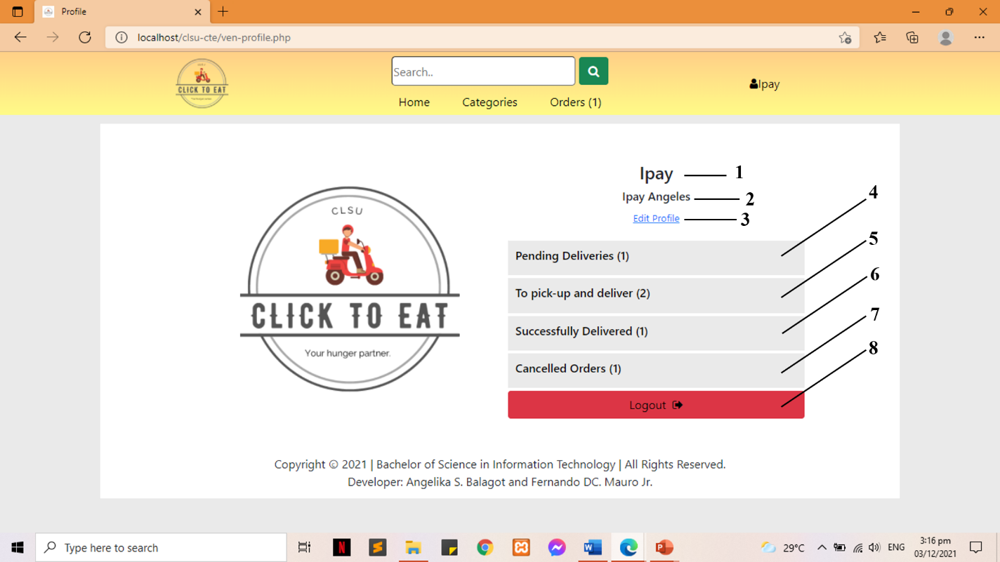 Profile
localhost/clsu-cte/ven-profile.php
CLICK TO EAT
Search..
Home Categories Orders (1)
Ipay
Ipay 1
Ipay Angeles 2
Edit Profile 3
4
Pending Deliveries (1)
5
To pick-up and deliver (2)
6
Successfully Delivered (1)
7
Cancelled Orders (1)
8
Logout
CLSU
CLICK TO EAT
Your hunger partner.
Copyright © 2021 | Bachelor of Science in Information Technology | All Rights Reserved.
Developer: Angelika S. Balagot and Fernando DC. Mauro Jr.
Type here to search
29°C
ENG
3:16 pm
03/12/2021